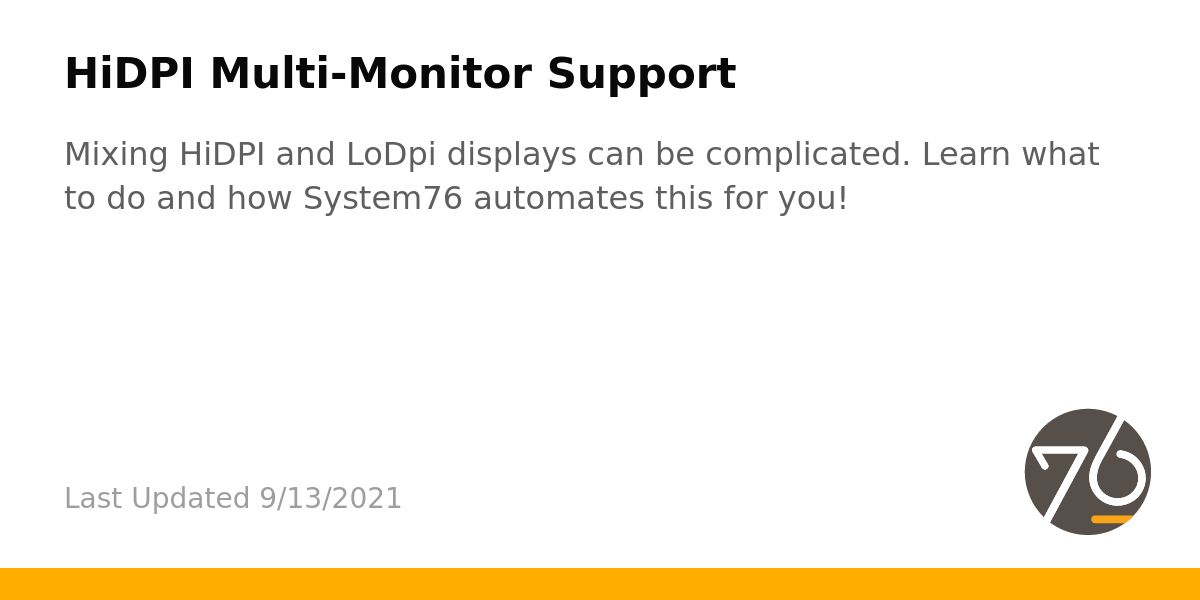 HiDPI Multi-Monitor Support
Mixing HiDPI and LoDpi displays can be complicated. Learn what
to do and how System76 automates this for you!
Last Updated 9/13/2021
76